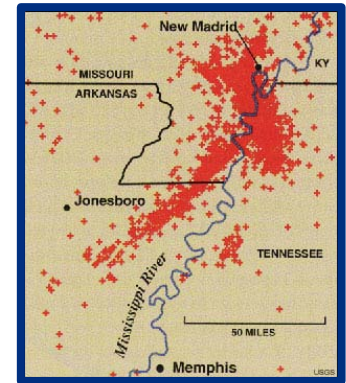 New Madrid
KY
MISSOURI
ARKANSAS
Jonesboro
Mississippi River
TENNESSEE
50 MILES
Memphis
USGS